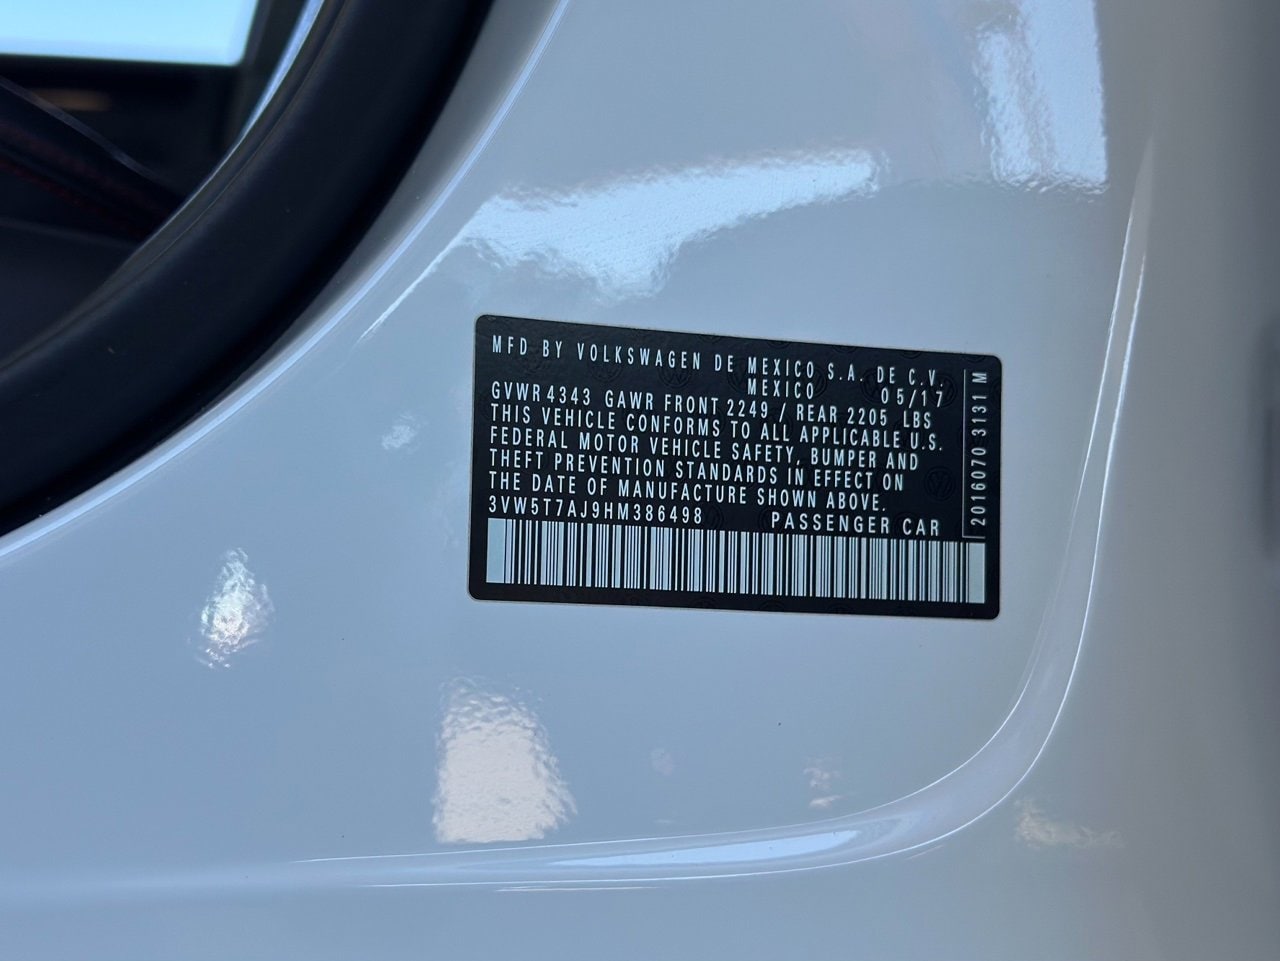 MFD BY VOLKSWAGEN DE MEXICO S.A. DE C.V.
MEXICO 05/17
GVWR 4343 GAWR FRONT 2249 / REAR 2205 LBS
THIS VEHICLE CONFORMS TO ALL APPLICABLE U.S.
FEDERAL MOTOR VEHICLE SAFETY, BUMPER AND
THEFT PREVENTION STANDARDS IN EFFECT ON
THE DATE OF MANUFACTURE SHOWN ABOVE.
3VW5T7AJ9HM386498 PASSENGER CAR
2016070 3131 M